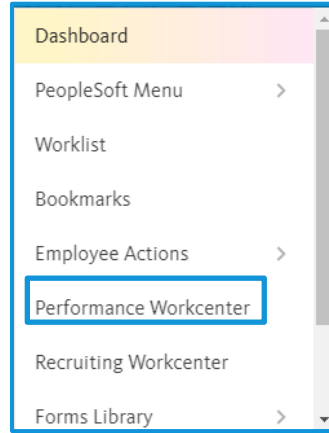 Dashboard
PeopleSoft Menu
Worklist
Bookmarks
Employee Actions
Performance Workcenter
Recruiting Workcenter
Forms Library